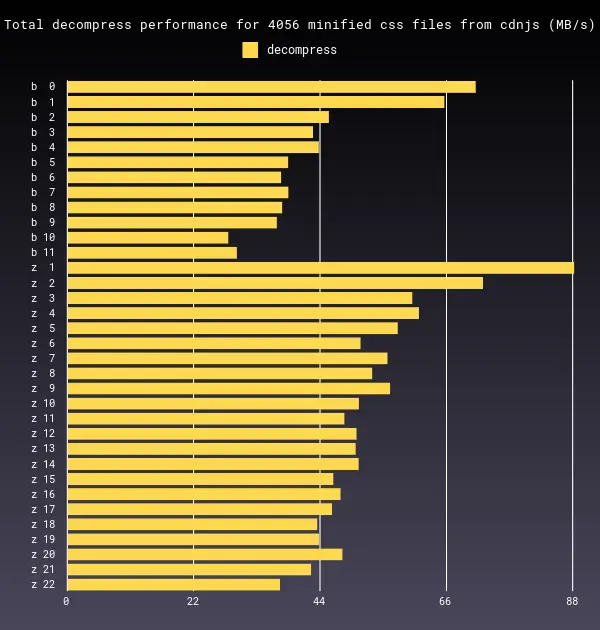 Total decompress performance for 4056 minified css files from cdnjs (MB/s)
decompress
b 0
b 1
b 2
b 3
b 4
b 5
b 6
b 7
b 8
b 9
b 10
b 11
z 1
z 2
z 3
z 4
z 5
z 6
z 7
z 8
z 9
z 10
z 11
z 12
z 13
z 14
z 15
z 16
z 17
z 18
z 19
z 20
z 21
z 22
0 22 44 66 88